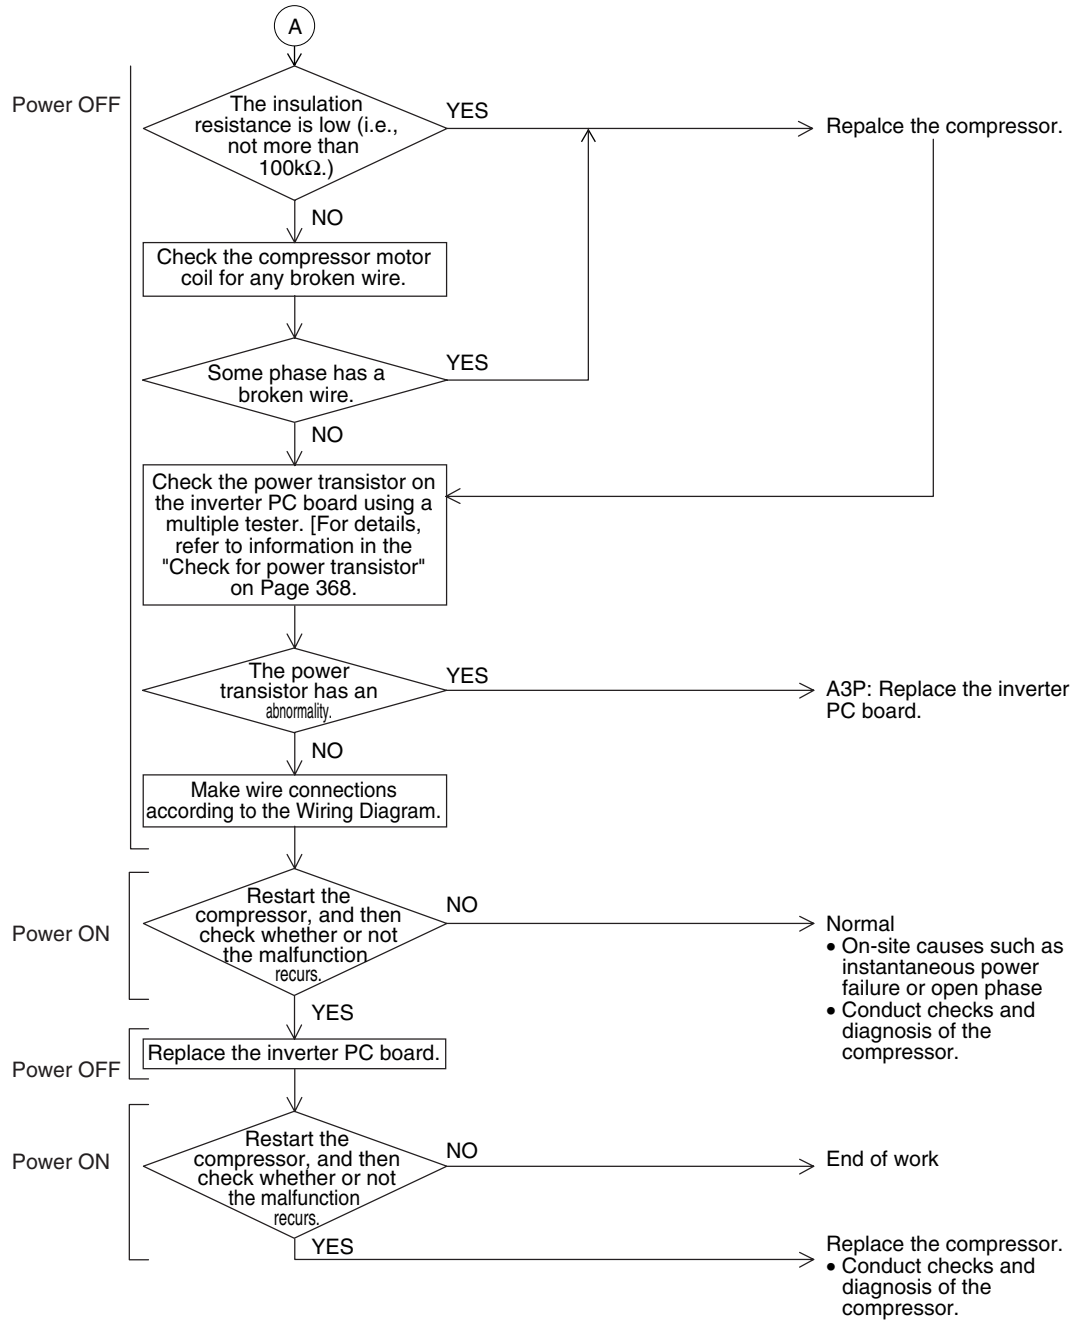 A
Power OFF
The insulation
resistance is low (i.e.,
not more than
100kΩ.)
YES
Repalce the compressor.
NO
Check the compressor motor
coil for any broken wire.
Some phase has a
broken wire.
YES
NO
Check the power transistor on
the inverter PC board using a
multiple tester. [For details,
refer to information in the
"Check for power transistor"
on Page 368.
The power
transistor has an
abnormality.
YES
A3P: Replace the inverter
PC board.
NO
Make wire connections
according to the Wiring Diagram.
Power ON
Restart the
compressor, and then
check whether or not
the malfunction
recurs.
NO
Normal
• On-site causes such as
instantaneous power
failure or open phase
• Conduct checks and
diagnosis of the
compressor.
YES
Power OFF
Replace the inverter PC board.
Power ON
Restart the
compressor, and then
check whether or not
the malfunction
recurs.
NO
End of work
YES
Replace the compressor.
• Conduct checks and
diagnosis of the
compressor.